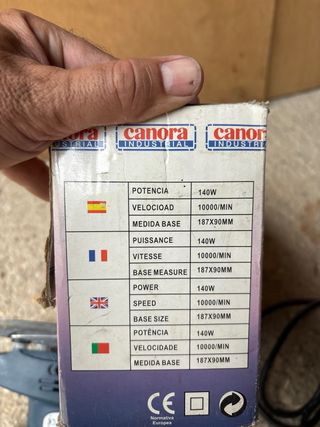 canora canora canora
INDUSTRIAL INDUSTRIAL INDUSTRIAL
POTENCIA 140W
VELOCIOAD 10000/MIN
MEDIDA BASE 187X90MM
PUISSANCE 140W
VITESSE 10000/MIN
BASE MEASURE 187X90MM
POWER 140W
SPEED 10000/MIN
BASE SIZE 187X90MM
POTÊNCIA 140W
VELOCIDADE 10000/MIN
MEDIDA BASE 187X90MM
CE
Normativa
Europea